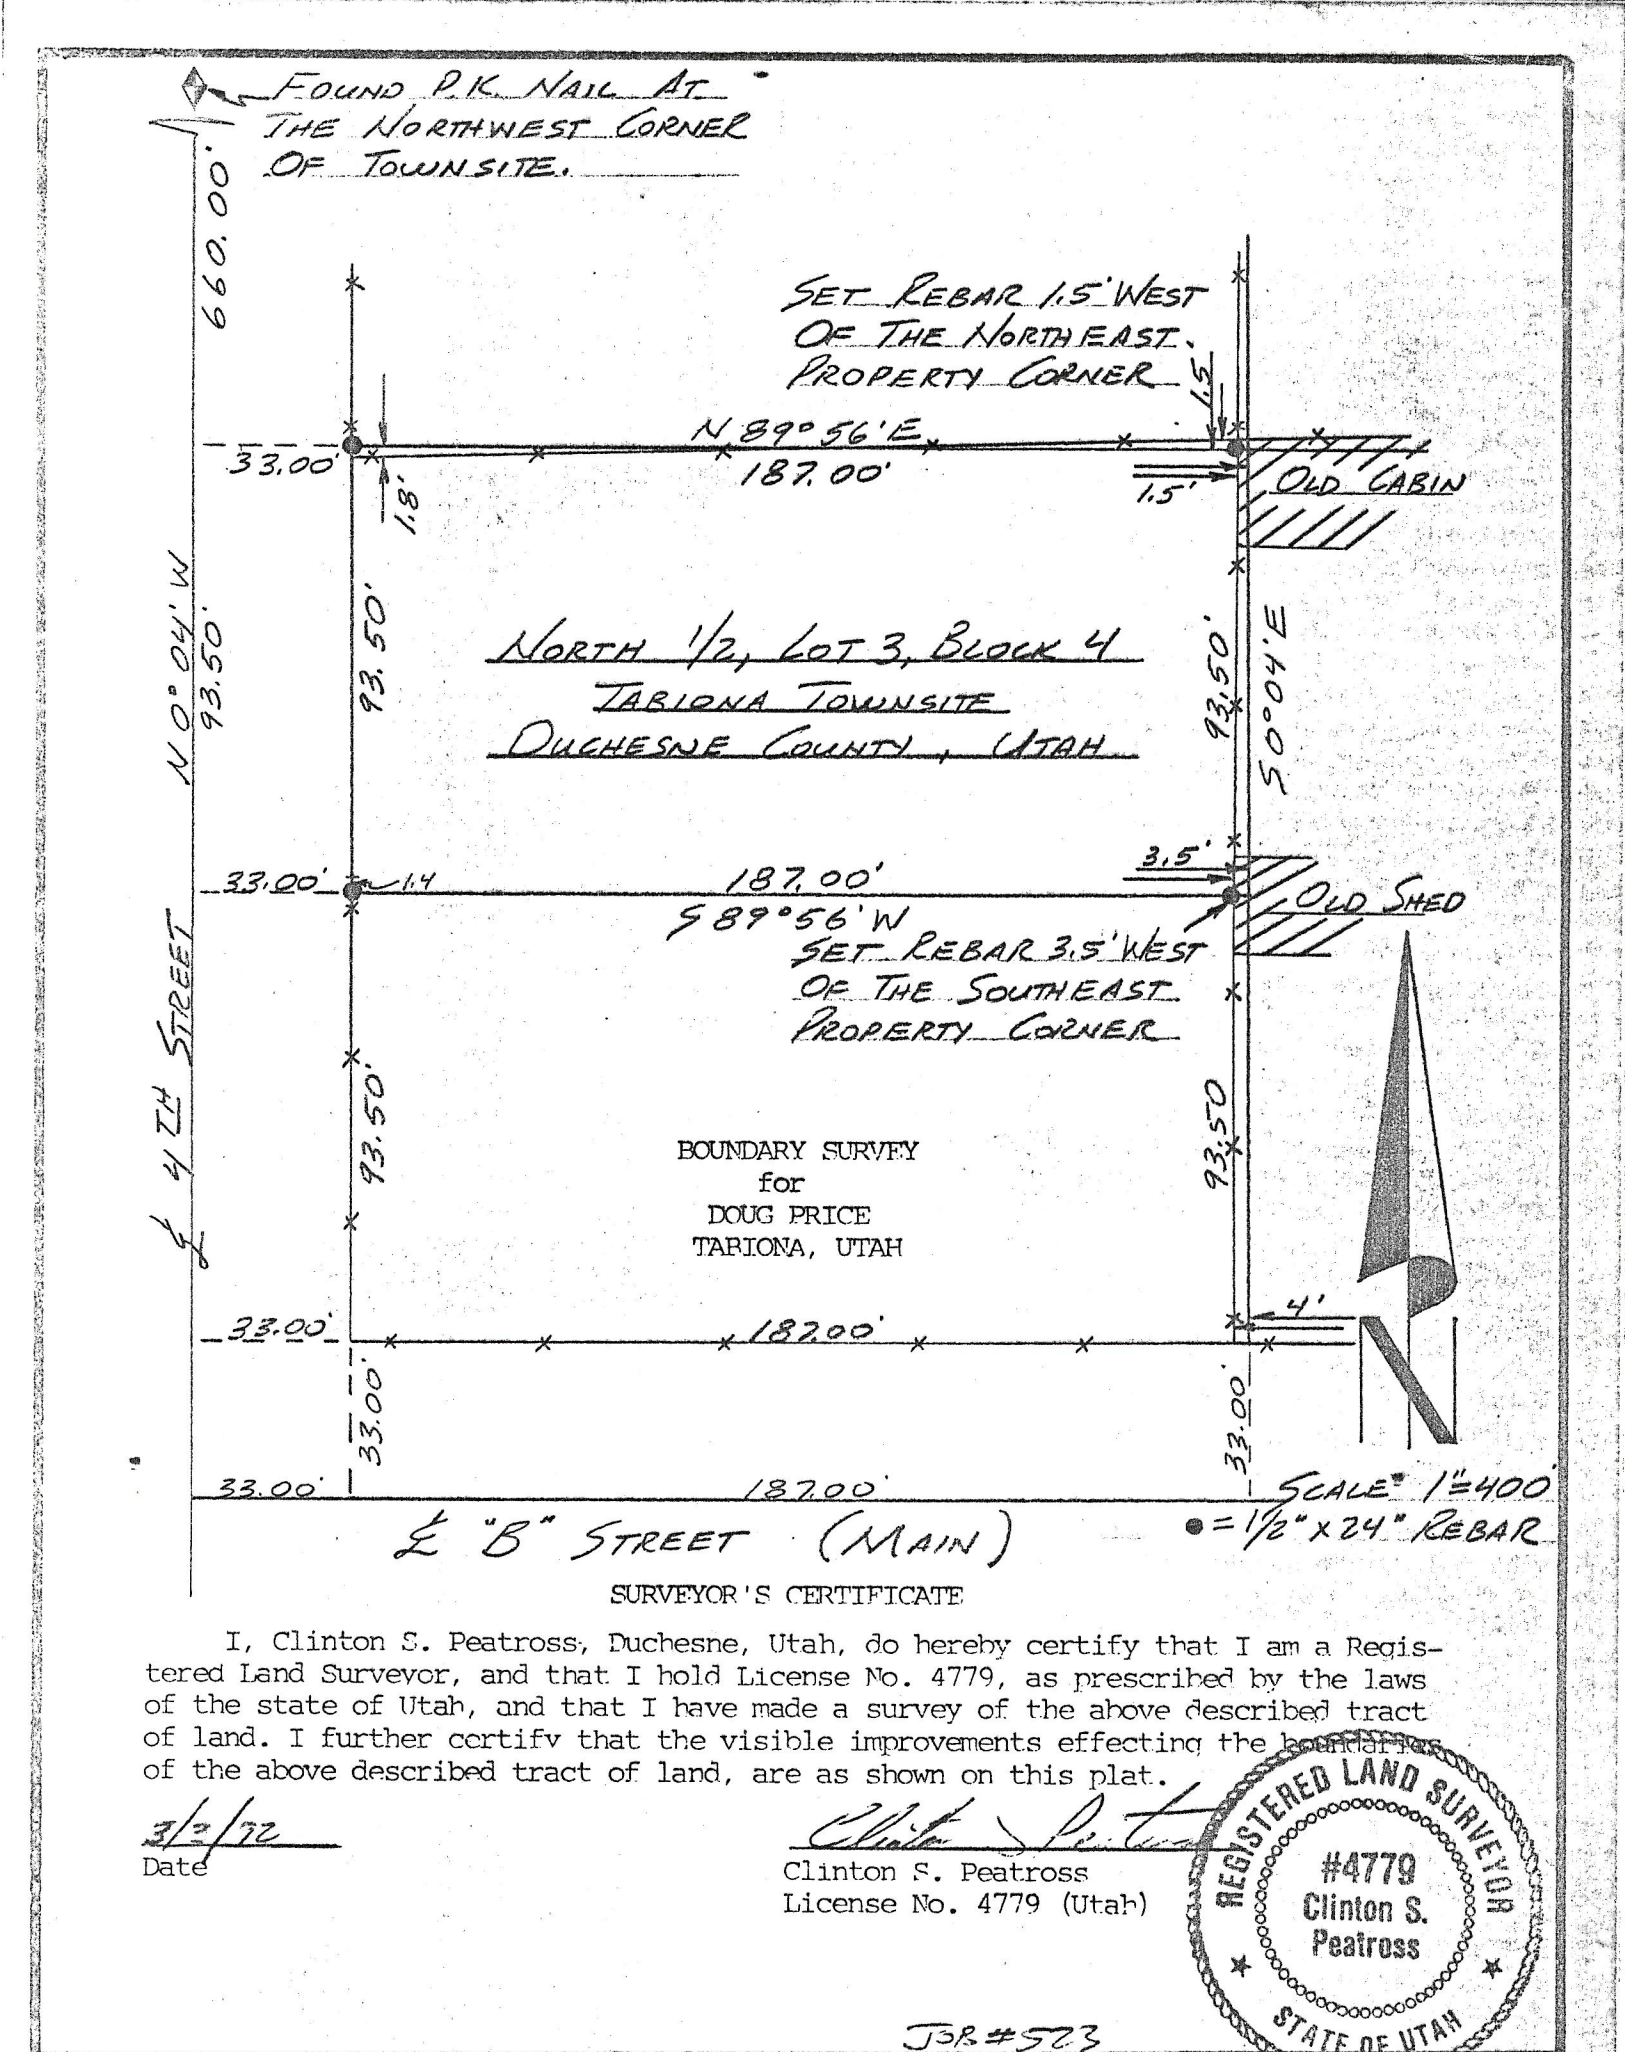 FOUND P.K. NAIL AT
THE NORTHWEST CORNER
OF TOWNSITE.
660.00'
SET REBAR 1.5' WEST
OF THE NORTHEAST
PROPERTY CORNER
1.5
N 89° 56' E
33.00'
187.00'
1.5'
OLD CABIN
1.8'
N 0° 04' W
93.50'
93.50'
93.50'
S 0° 04' E
NORTH 1/2, LOT 3, BLOCK 4
TABIONA TOWNSITE
DUCHESNE COUNTY, UTAH
3.5'
33.00'
1.4
187.00'
OLD SHED
S 89° 56' W
SET REBAR 3.5' WEST
OF THE SOUTHEAST
PROPERTY CORNER
℄ 4TH STREET
93.50'
93.50
BOUNDARY SURVEY
for
DOUG PRICE
TABIONA, UTAH
4'
33.00'
187.00'
33.00'
33.00'
N
33.00'
187.00'
SCALE = 1"=400'
℄ "B" STREET (MAIN)
● = 1 1/2" X 24" REBAR
SURVEYOR'S CERTIFICATE
I, Clinton S. Peatross, Duchesne, Utah, do hereby certify that I am a Regis-
tered Land Surveyor, and that I hold License No. 4779, as prescribed by the laws
of the state of Utah, and that I have made a survey of the above described tract
of land. I further certify that the visible improvements effecting the boundaries
of the above described tract of land, are as shown on this plat.
Date
Clinton S. Peatross
License No. 4779 (Utah)
REGISTERED LAND SURVEYOR
#4779
Clinton S.
Peatross
STATE OF UTAH
JOB #523